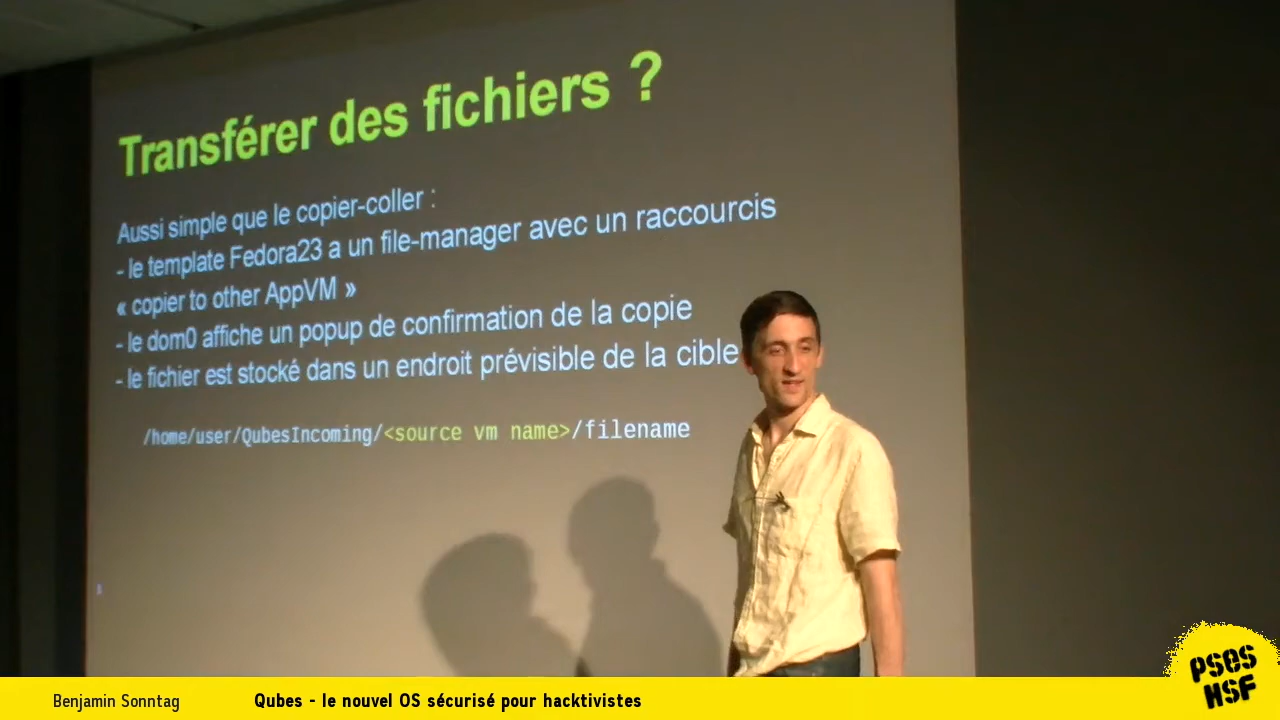 Transférer des fichiers ?
Aussi simple que le copier-coller :
- le template Fedora23 a un file-manager avec un raccourcis
« copier to other AppVM »
- le dom0 affiche un popup de confirmation de la copie
- le fichier est stocké dans un endroit prévisible de la cible
/home/user/QubesIncoming/<source vm name>/filename
Benjamin Sonntag
Qubes - le nouvel OS sécurisé pour hacktivistes
PSES
HSF